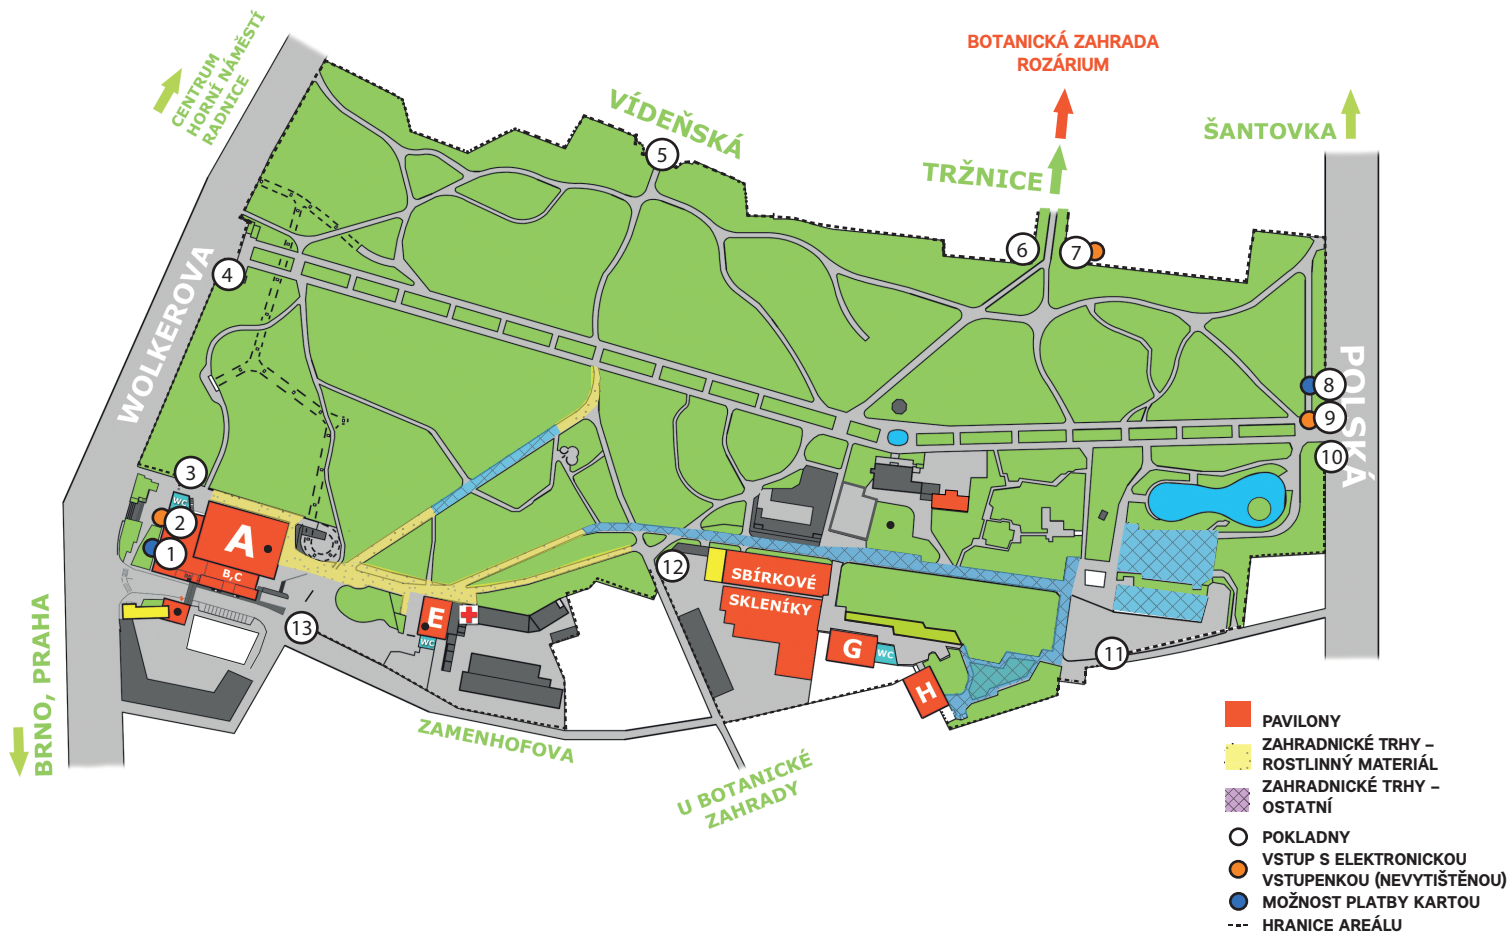 CENTRUM
HORNÍ NÁMĚSTÍ
RADNICE
VÍDEŇSKÁ
BOTANICKÁ ZAHRADA
ROZÁRIUM
ŠANTOVKA
TRŽNICE
5
6
7
4
WOLKEROVA
POLSKÁ
8
9
10
3
WC
2
1
A
B,C
12
SBÍRKOVÉ
SKLENÍKY
E
WC
13
G
WC
H
11
BRNO, PRAHA
ZAMENHOFOVA
U BOTANICKÉ
ZAHRADY
PAVILONY
ZAHRADNICKÉ TRHY –
ROSTLINNÝ MATERIÁL
ZAHRADNICKÉ TRHY –
OSTATNÍ
POKLADNY
VSTUP S ELEKTRONICKOU
VSTUPENKOU (NEVYTIŠTĚNOU)
MOŽNOST PLATBY KARTOU
HRANICE AREÁLU